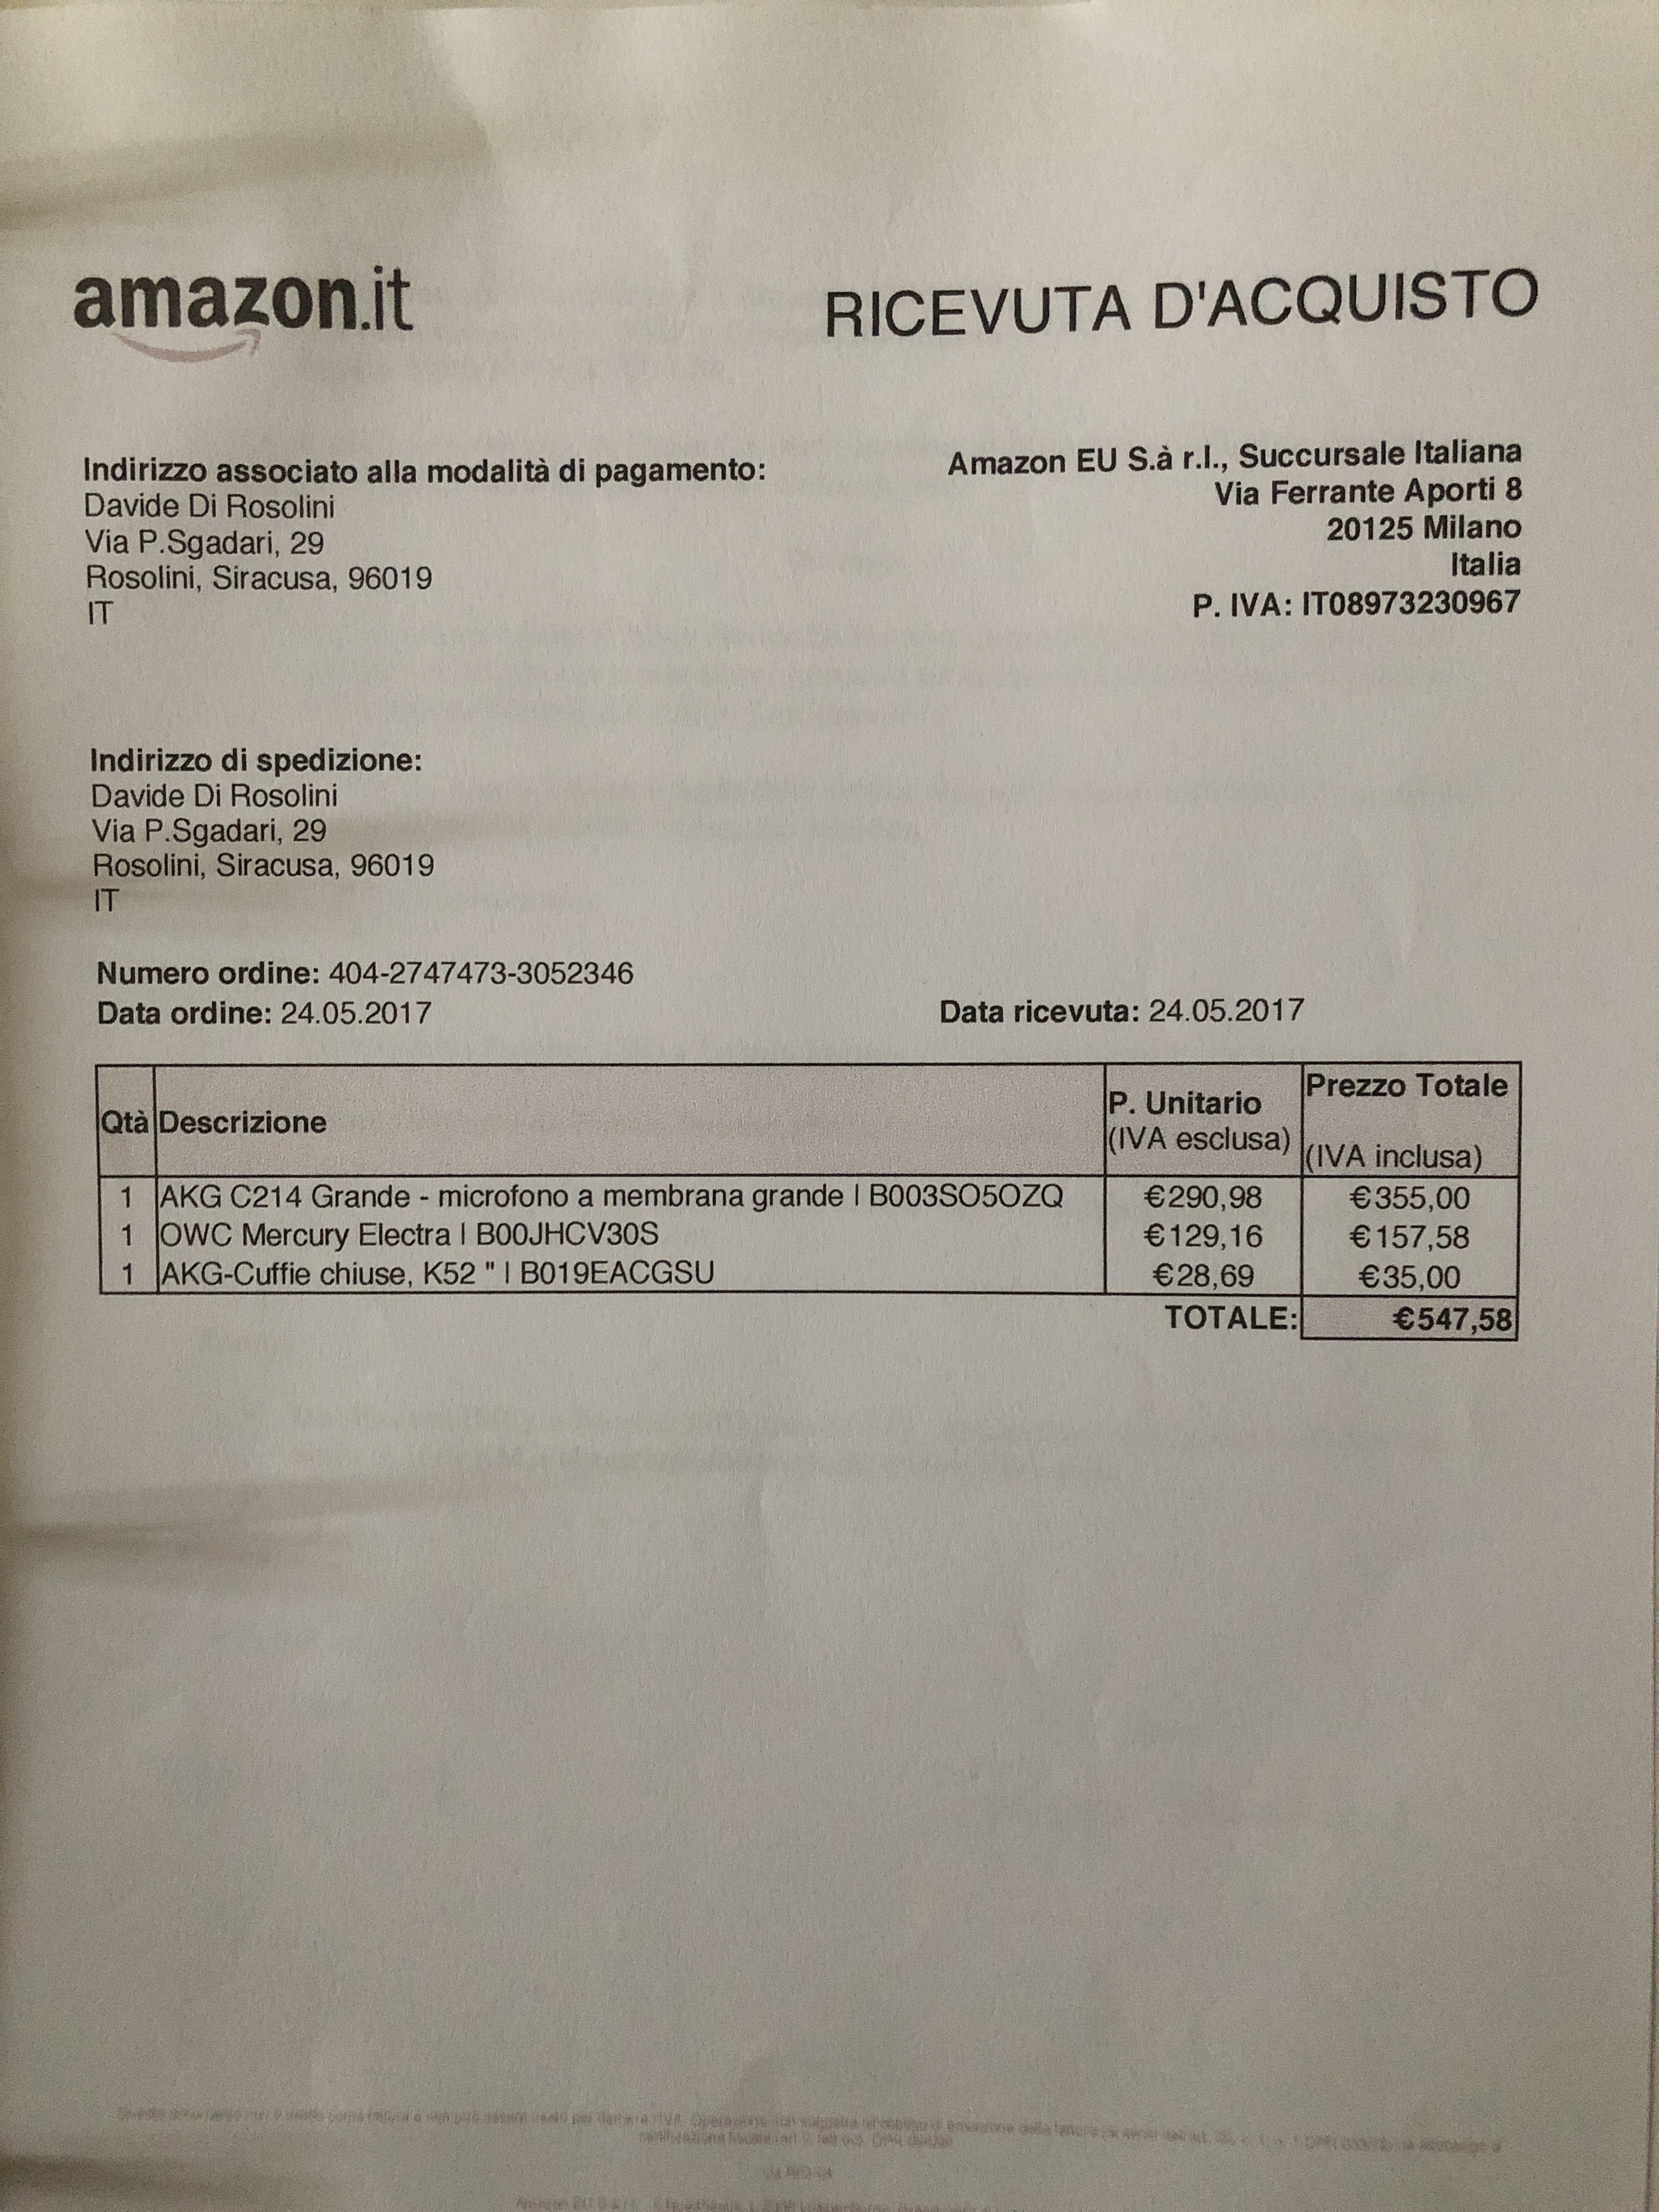 amazon.it
RICEVUTA D'ACQUISTO
Indirizzo associato alla modalità di pagamento:
Davide Di Rosolini
Via P.Sgadari, 29
Rosolini, Siracusa, 96019
IT
Amazon EU S.à r.l., Succursale Italiana
Via Ferrante Aporti 8
20125 Milano
Italia
P. IVA: IT08973230967
Indirizzo di spedizione:
Davide Di Rosolini
Via P.Sgadari, 29
Rosolini, Siracusa, 96019
IT
Numero ordine: 404-2747473-3052346
Data ordine: 24.05.2017
Data ricevuta: 24.05.2017
Qtà Descrizione P. Unitario (IVA esclusa) Prezzo Totale (IVA inclusa)
1 AKG C214 Grande - microfono a membrana grande | B003SO5OZQ €290,98 €355,00
1 OWC Mercury Electra | B00JHCV30S €129,16 €157,58
1 AKG-Cuffie chiuse, K52 " | B019EACGSU €28,69 €35,00
TOTALE: €547,58